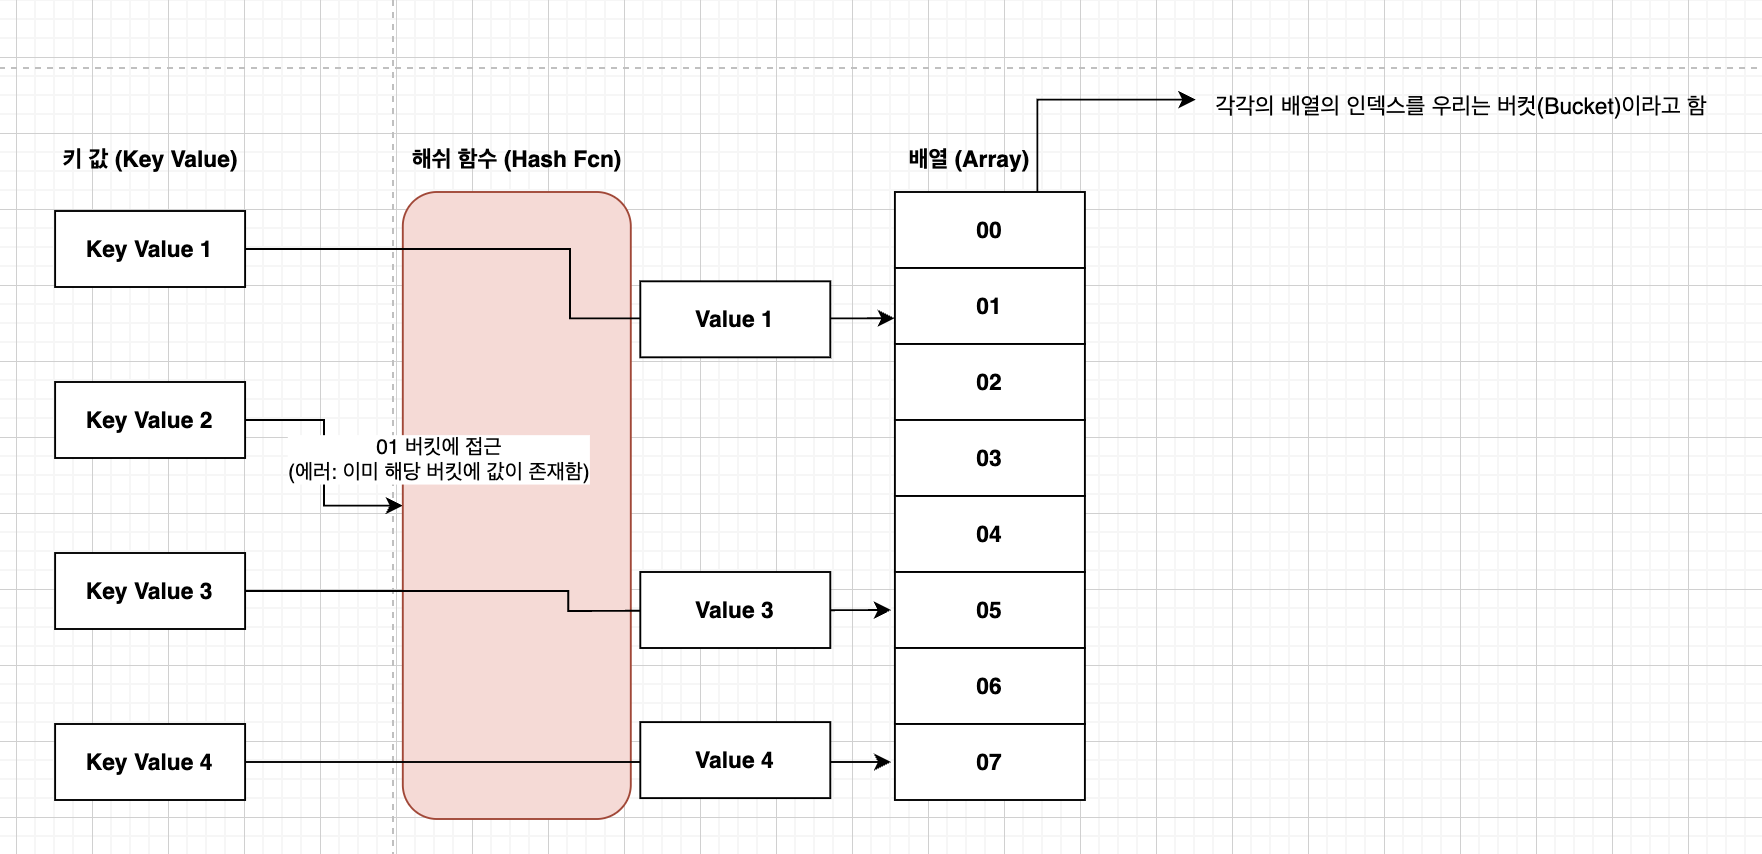 각각의 배열의 인덱스를 우리는 버컷(Bucket)이라고 함
키 값 (Key Value)
해쉬 함수 (Hash Fcn)
배열 (Array)
Key Value 1
Value 1
Key Value 2
01 버킷에 접근
(에러: 이미 해당 버킷에 값이 존재함)
Key Value 3
Value 3
Key Value 4
Value 4
00
01
02
03
04
05
06
07